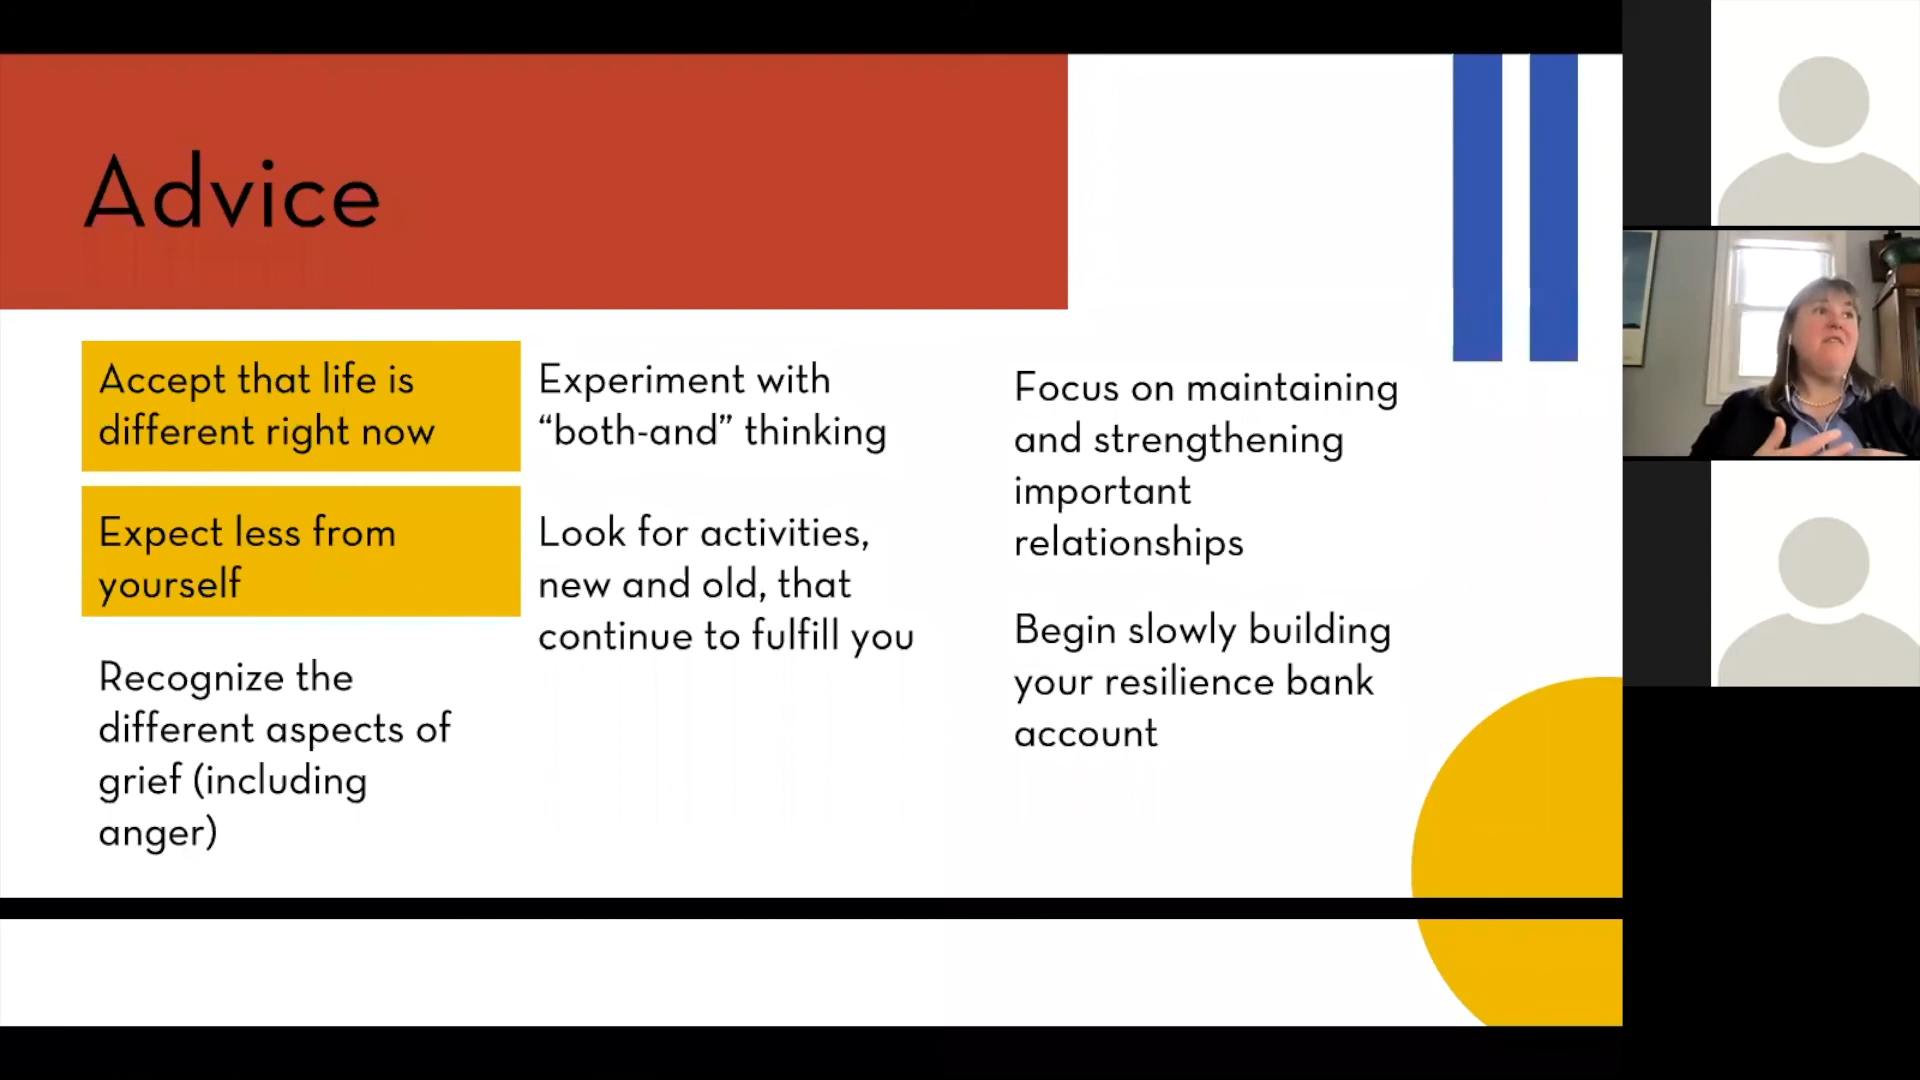 Advice
Accept that life is
different right now
Expect less from
yourself
Recognize the
different aspects of
grief (including
anger)
Experiment with
“both-and” thinking
Look for activities,
new and old, that
continue to fulfill you
Focus on maintaining
and strengthening
important
relationships
Begin slowly building
your resilience bank
account